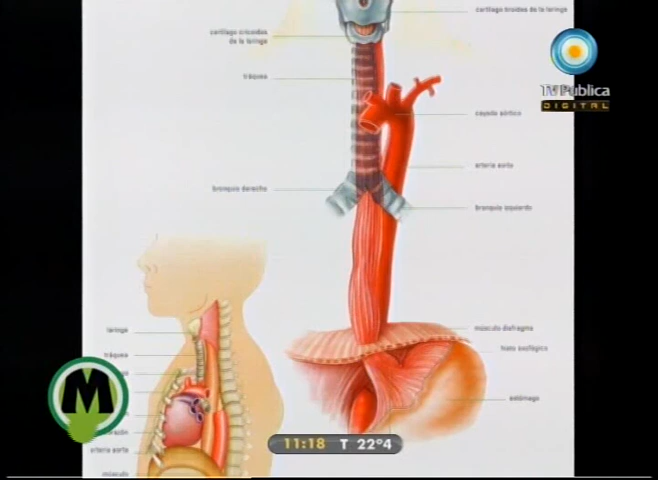 cartílago tiroides de la laringe
cartílago cricoides
de la laringe
tráquea
TV Pública
DIGITAL
cayado aórtico
arteria aorta
bronquio derecho
bronquio izquierdo
laringe
tráquea
músculo diafragma
hiato esofágico
estómago
M
corazón
arteria aorta
músculo
11:18 T 22°4